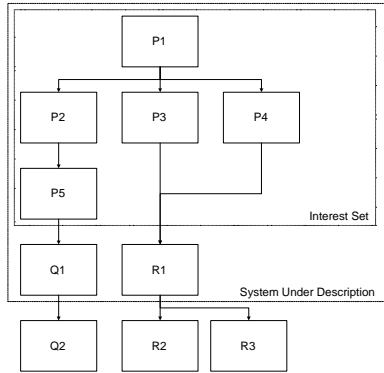 P1
P2
P3
P4
P5
Interest Set
Q1
R1
System Under Description
Q2
R2
R3